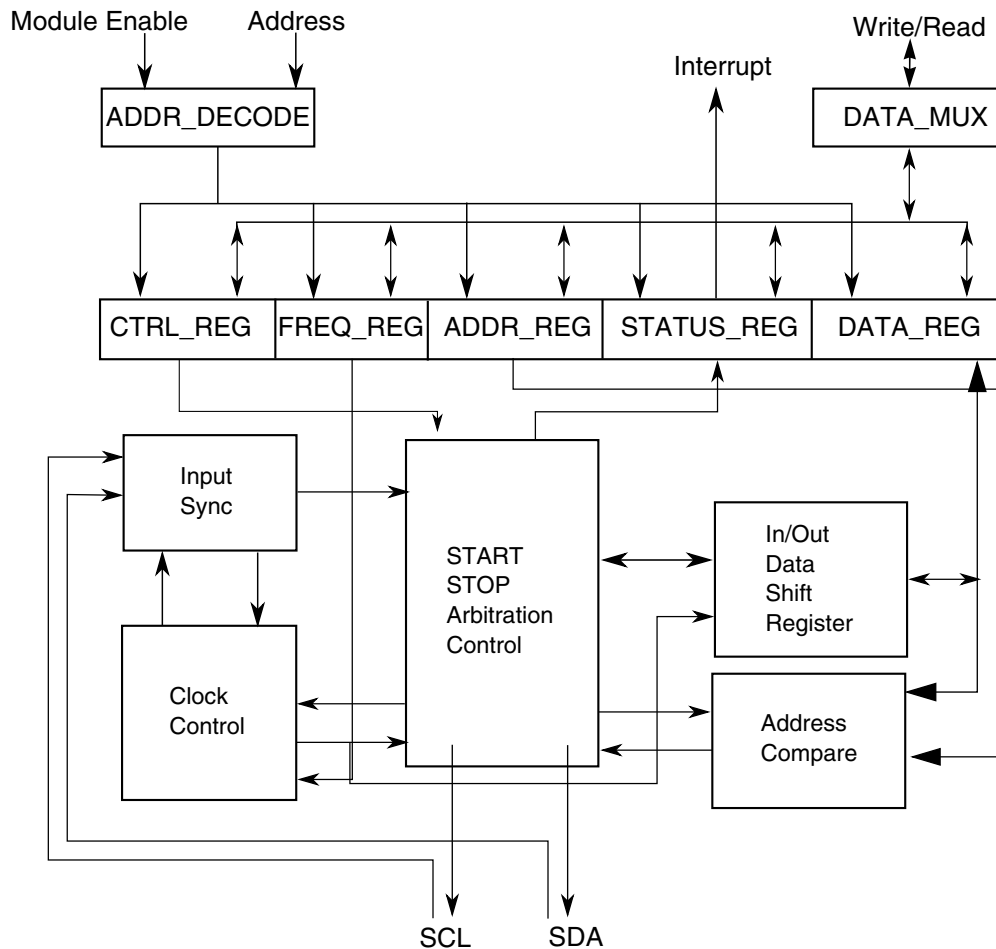 Module Enable
Address
Write/Read
Interrupt
ADDR_DECODE
DATA_MUX
CTRL_REG
FREQ_REG
ADDR_REG
STATUS_REG
DATA_REG
Input
Sync
START
STOP
Arbitration
Control
In/Out
Data
Shift
Register
Clock
Control
Address
Compare
SCL
SDA